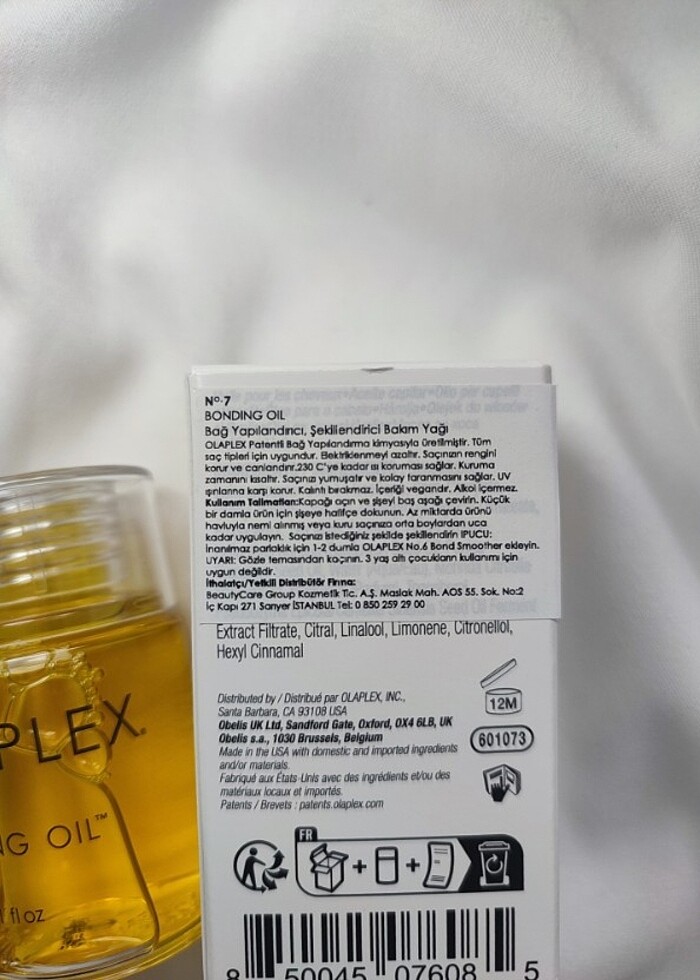 No.7
BONDING OIL
Bağ Yapılandırıcı, Şekillendirici Bakım Yağı
OLAPLEX Patentli Bağ Yapılandırma kimyasıyla üretilmiştir. Tüm
saç tipleri için uygundur. Elektriklenmeyi azaltır. Saçınızın rengini
korur ve canlandırır.230 C'ye kadar ısı koruması sağlar. Kuruma
zamanını kısaltır. Saçınızı yumuşatır ve kolay taranmasını sağlar. UV
ışınlarına karşı korur. Kalıntı bırakmaz. İçeriği vegandır. Alkol içermez.
Kullanım Talimatları:Kapağı açın ve şişeyi baş aşağı çevirin. Küçük
bir damla ürün için şişeye hafifçe dokunun. Az miktarda ürünü
havluyla nemi alınmış veya kuru saçınıza orta boylardan uca
kadar uygulayın. Saçınızı istediğiniz şekilde şekillendirin İPUCU:
İnanılmaz parlaklık için 1-2 damla OLAPLEX No.6 Bond Smoother ekleyin.
UYARI: Gözle temasından kaçının. 3 yaş altı çocukların kullanımı için
uygun değildir.
İthalatçı/Yetkili Distribütör Firma:
BeautyCare Group Kozmetik Tic. A.Ş. Maslak Mah. AOS 55. Sok. No:2
İç Kapı 271 Sarıyer İSTANBUL Tel: 0 850 259 29 00
Extract Filtrate, Citral, Linalool, Limonene, Citronellol,
Hexyl Cinnamal
Distributed by / Distribué par OLAPLEX, INC.,
Santa Barbara, CA 93108 USA
Obelis UK Ltd, Sandford Gate, Oxford, OX4 6LB, UK
Obelis s.a., 1030 Brussels, Belgium
Made in the USA with domestic and imported ingredients
and/or materials.
Fabriqué aux États-Unis avec des ingrédients et/ou des
matériaux locaux et importés.
Patents / Brevets : patents.olaplex.com
12M
601073
FR
8 50045 07608 5
PLEX
NG OIL™
fl oz